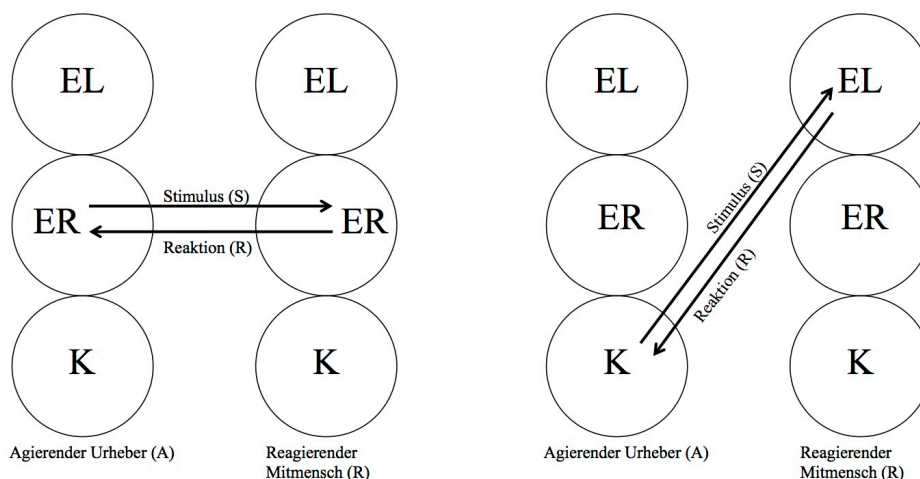 EL
EL
ER
Stimulus (S)
Reaktion (R)
ER
K
K
Agierender Urheber (A)
Reagierender
Mitmensch (R)
EL
EL
ER
Stimulus (S)
Reaktion (R)
ER
K
K
Agierender Urheber (A)
Reagierender
Mitmensch (R)